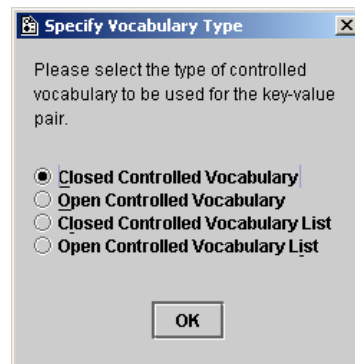 Specify Vocabulary Type
Please select the type of controlled
vocabulary to be used for the key-value
pair.
Closed Controlled Vocabulary
Open Controlled Vocabulary
Closed Controlled Vocabulary List
Open Controlled Vocabulary List
OK